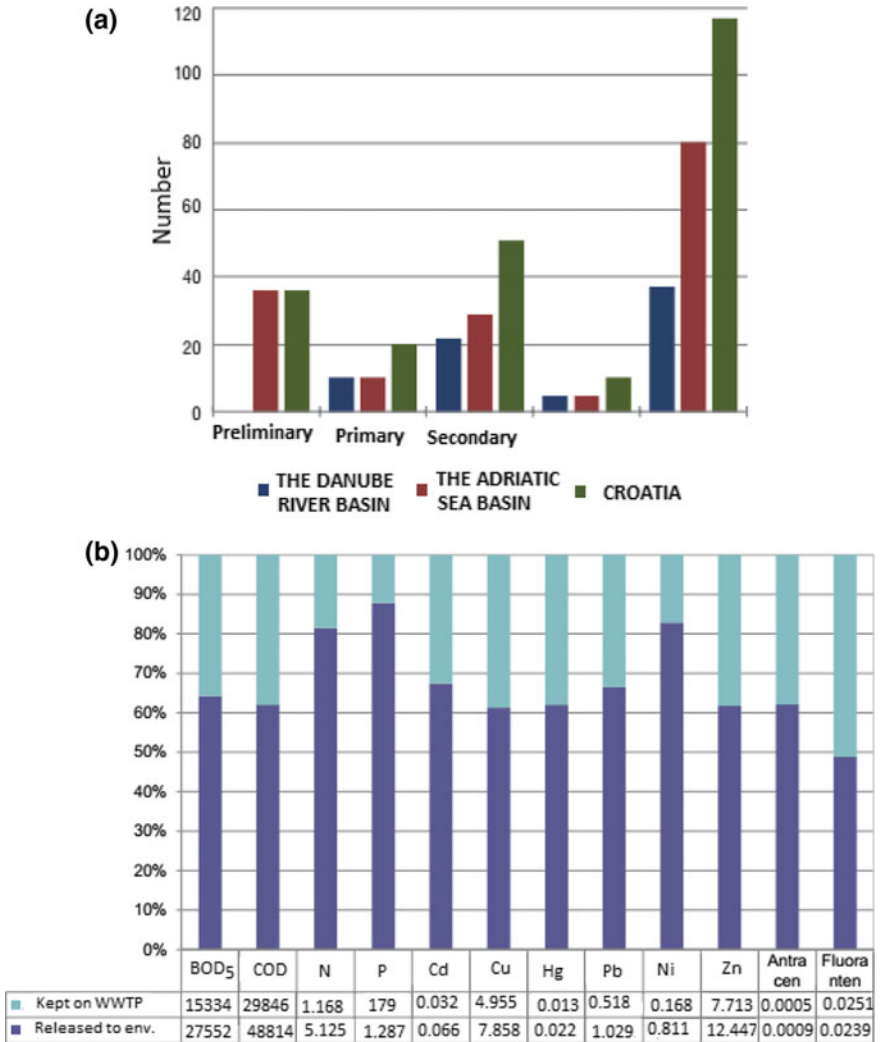 (a)
120
100
80
60
40
20
0
Number
Preliminary Primary Secondary
THE DANUBE RIVER BASIN
THE ADRIATIC SEA BASIN
CROATIA
(b)
100%
90%
80%
70%
60%
50%
40%
30%
20%
10%
0%
BOD5 COD N P Cd Cu Hg Pb Ni Zn Antra cen Fluora nten
Kept on WWTP 15334 29846 1.168 179 0.032 4.955 0.013 0.518 0.168 7.713 0.0005 0.0251
Released to env. 27552 48814 5.125 1.287 0.066 7.858 0.022 1.029 0.811 12.447 0.0009 0.0239